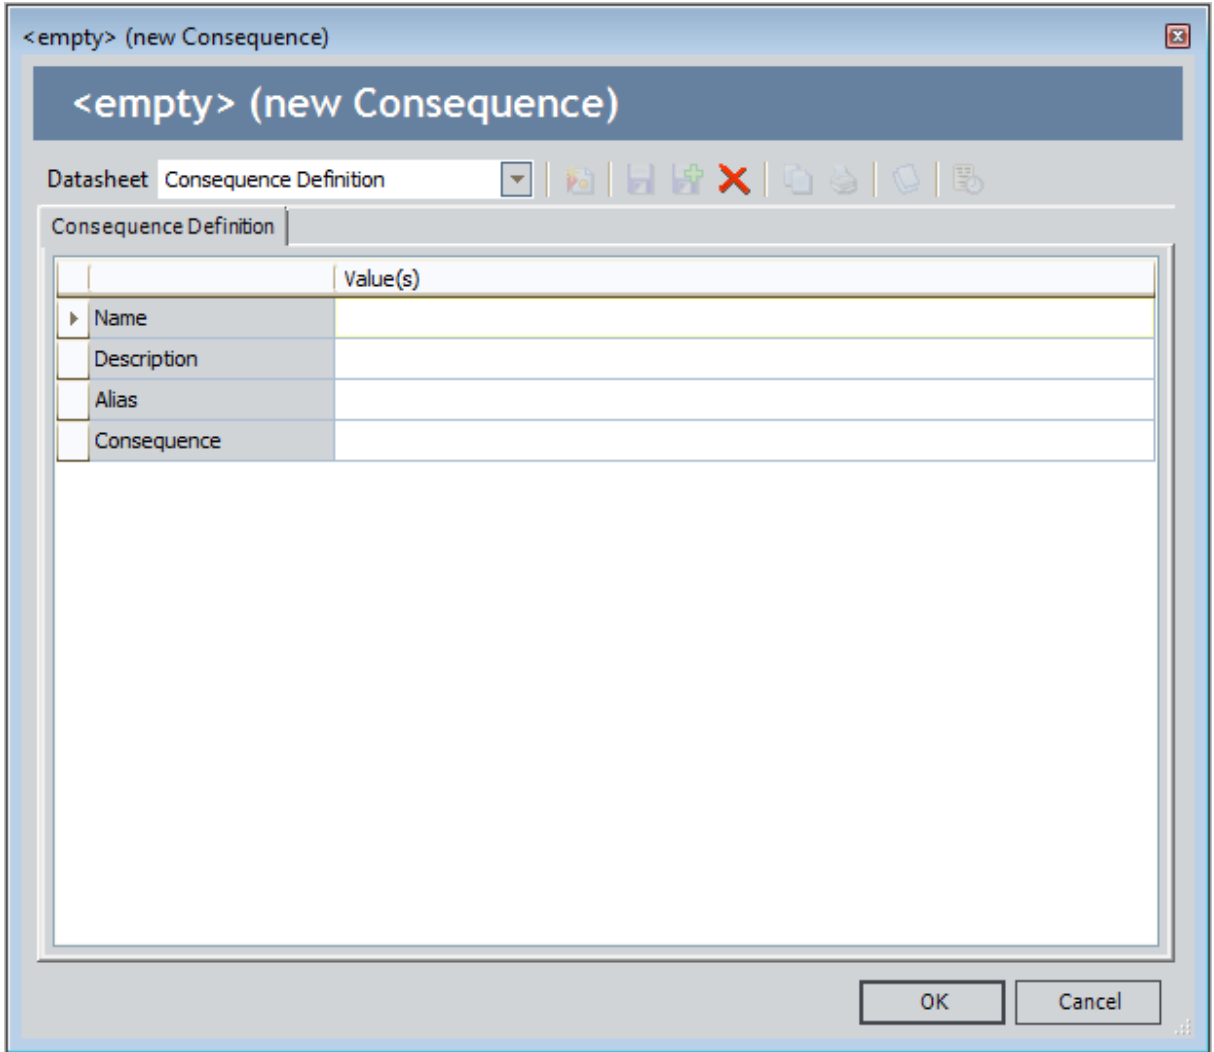 <empty> (new Consequence)
<empty> (new Consequence)
Datasheet Consequence Definition
Consequence Definition
Value(s)
Name
Description
Alias
Consequence
OK Cancel